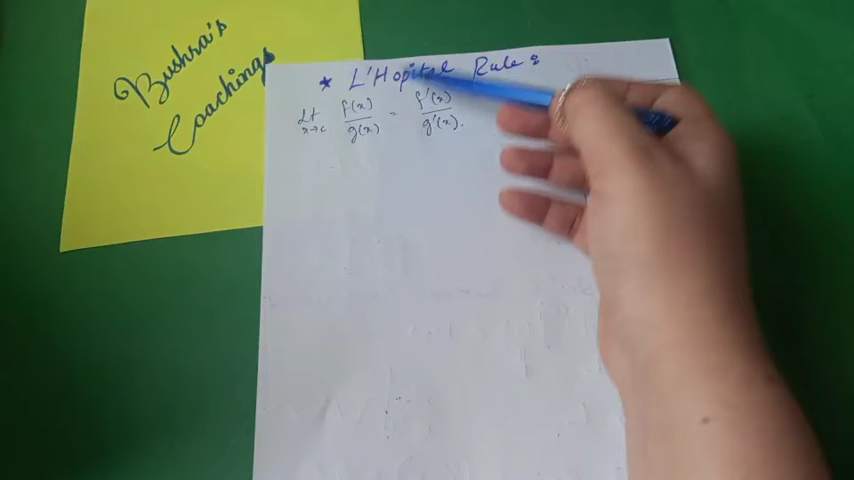 Bushra's
Coachings
* L'Hopital Rule:
Lt x→c f(x)/g(x) = f'(x)/g'(x).